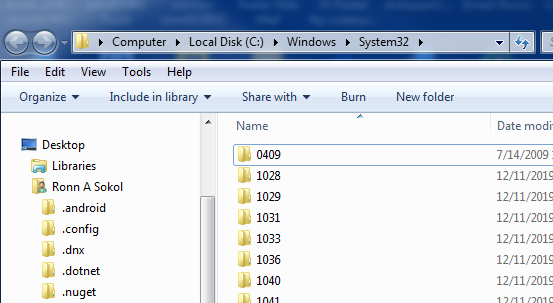 Computer Local Disk (C:) Windows System32
File Edit View Tools Help
Organize Include in library Share with Burn New folder
Name Date modi
Desktop
Libraries
Ronn A Sokol
.android
.config
.dnx
.dotnet
.nuget
0409 7/14/2009
1028 12/11/2019
1029 12/11/2019
1031 12/11/2019
1033 12/11/2019
1036 12/11/2019
1040 12/11/2019
1041 12/11/2019